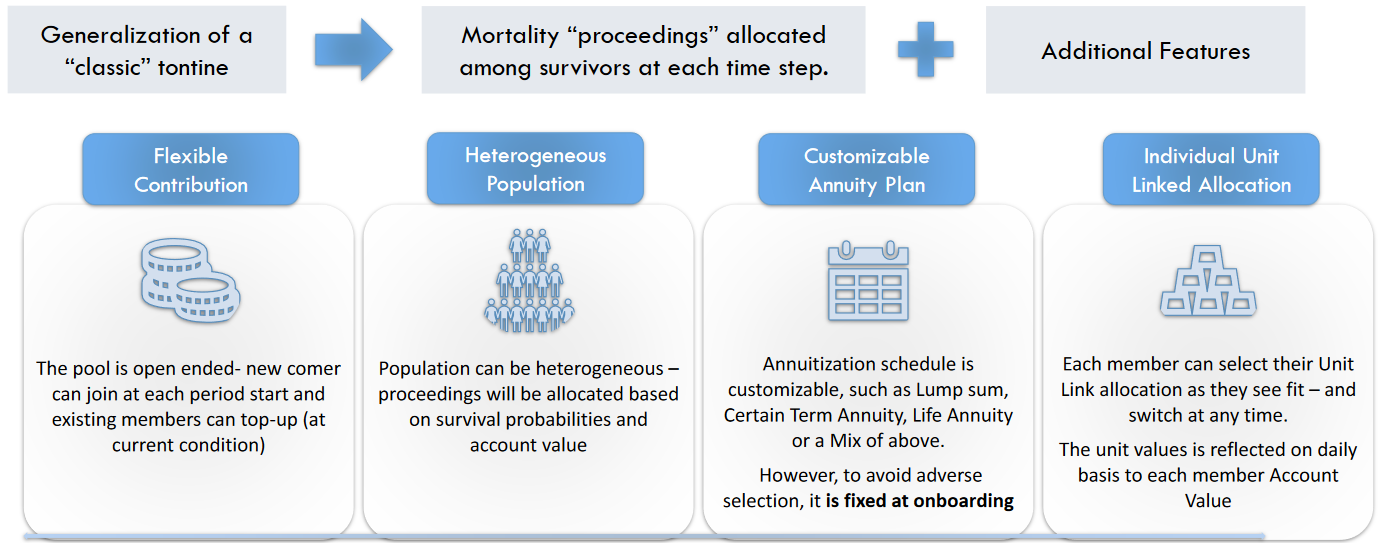 Generalization of a
“classic” tontine
Mortality “proceedings” allocated
among survivors at each time step.
Additional Features
Flexible
Contribution
The pool is open ended- new comer
can join at each period start and
existing members can top-up (at
current condition)
Heterogeneous
Population
Population can be heterogeneous –
proceedings will be allocated based
on survival probabilities and
account value
Customizable
Annuity Plan
Annuitization schedule is
customizable, such as Lump sum,
Certain Term Annuity, Life Annuity
or a Mix of above.
However, to avoid adverse
selection, it is fixed at onboarding
Individual Unit
Linked Allocation
Each member can select their Unit
Link allocation as they see fit – and
switch at any time.
The unit values is reflected on daily
basis to each member Account
Value